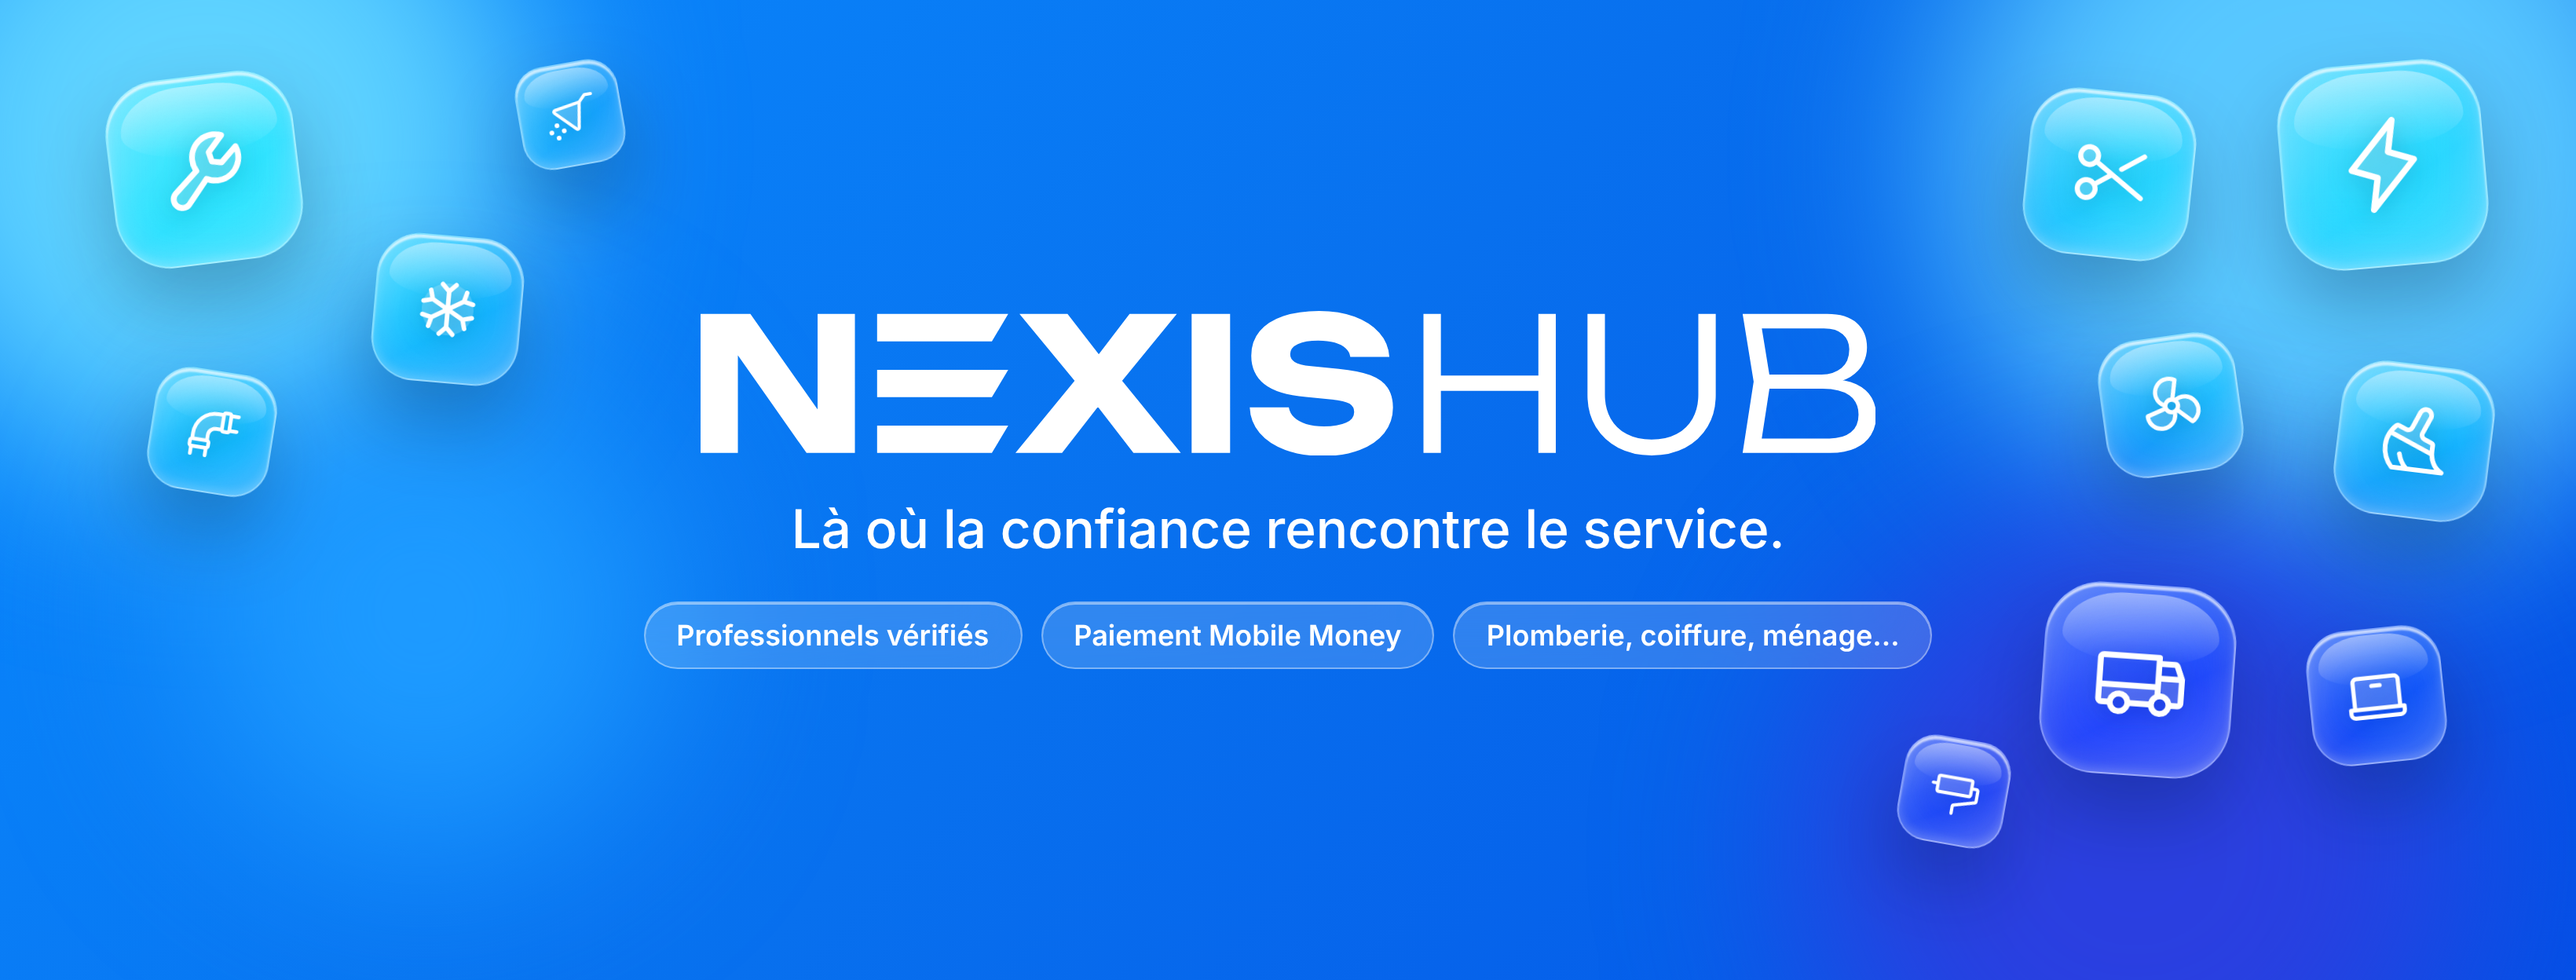 NEXISHUB
Là où la confiance rencontre le service.
Professionnels vérifiés
Paiement Mobile Money
Plomberie, coiffure, ménage...